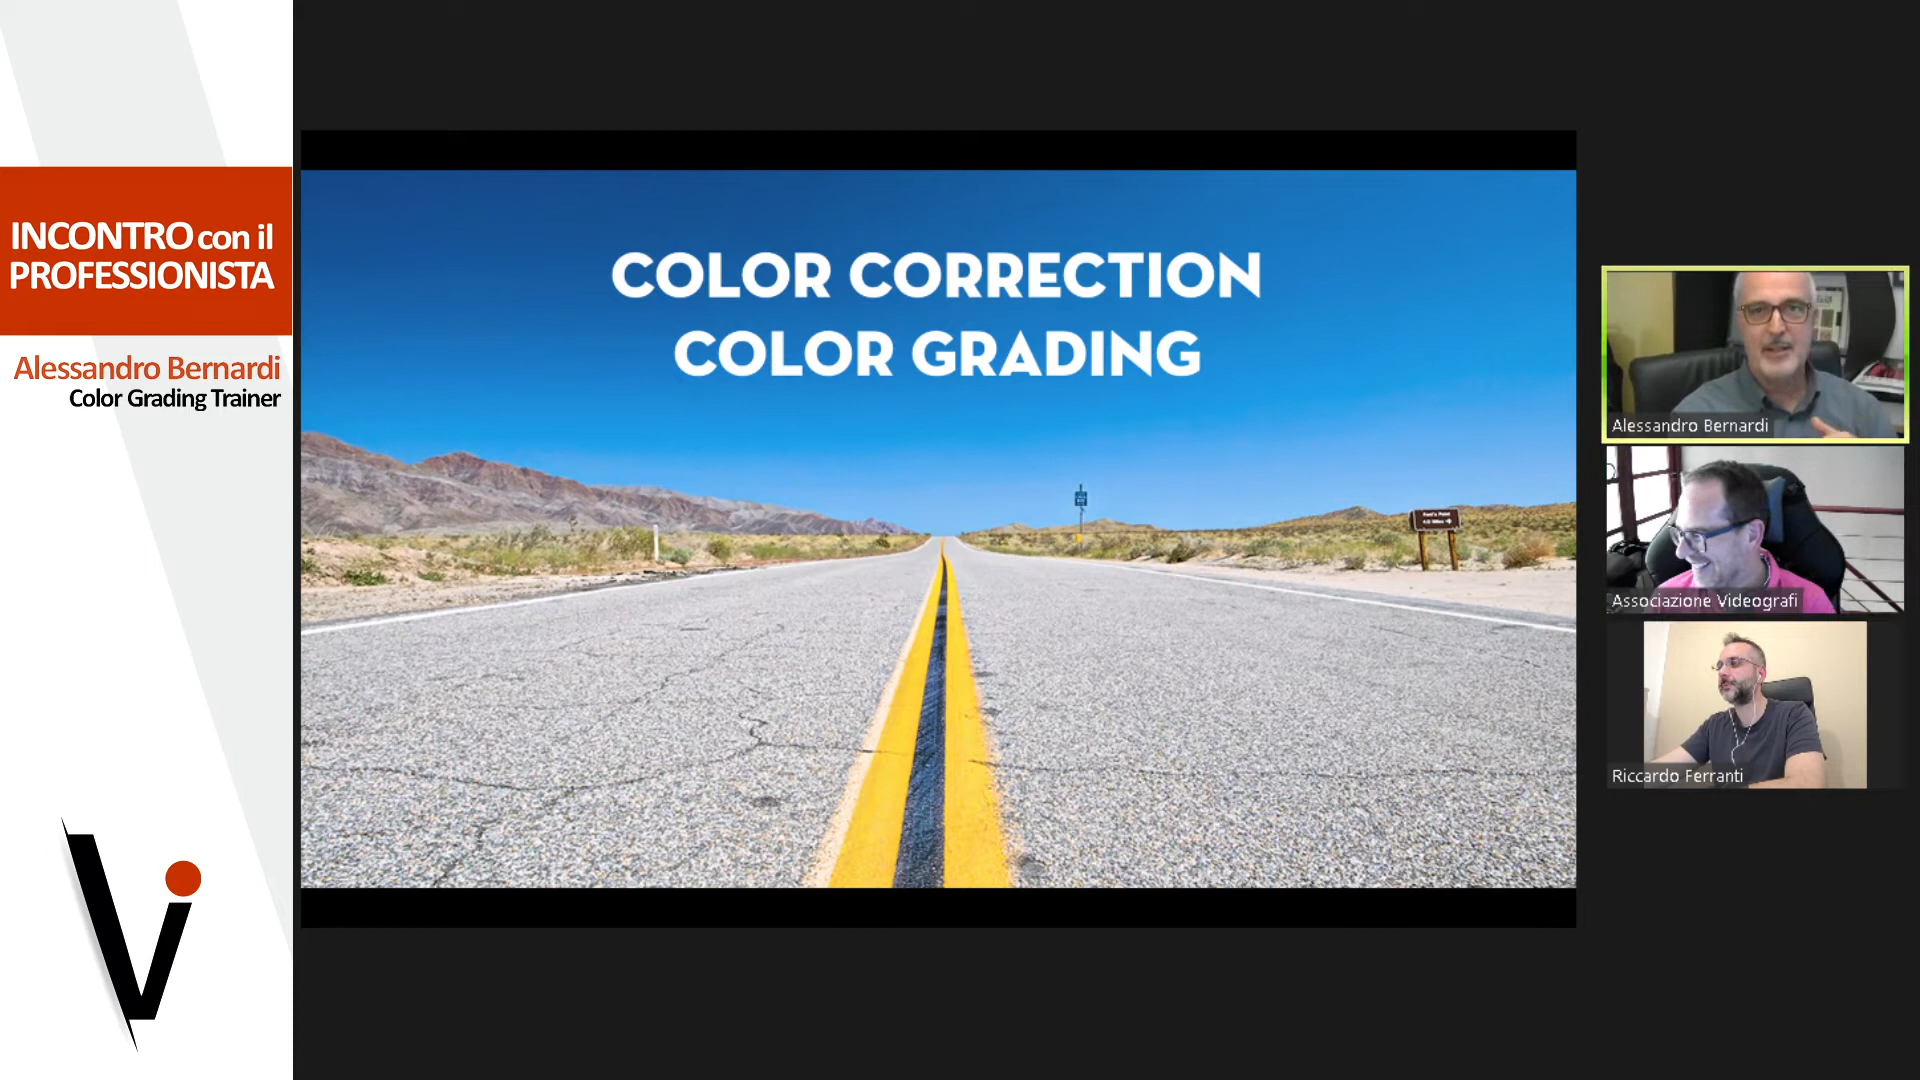 INCONTRO con il
PROFESSIONISTA
Alessandro Bernardi
Color Grading Trainer
COLOR CORRECTION
COLOR GRADING
Alessandro Bernardi
Associazione Videografi
Riccardo Ferranti